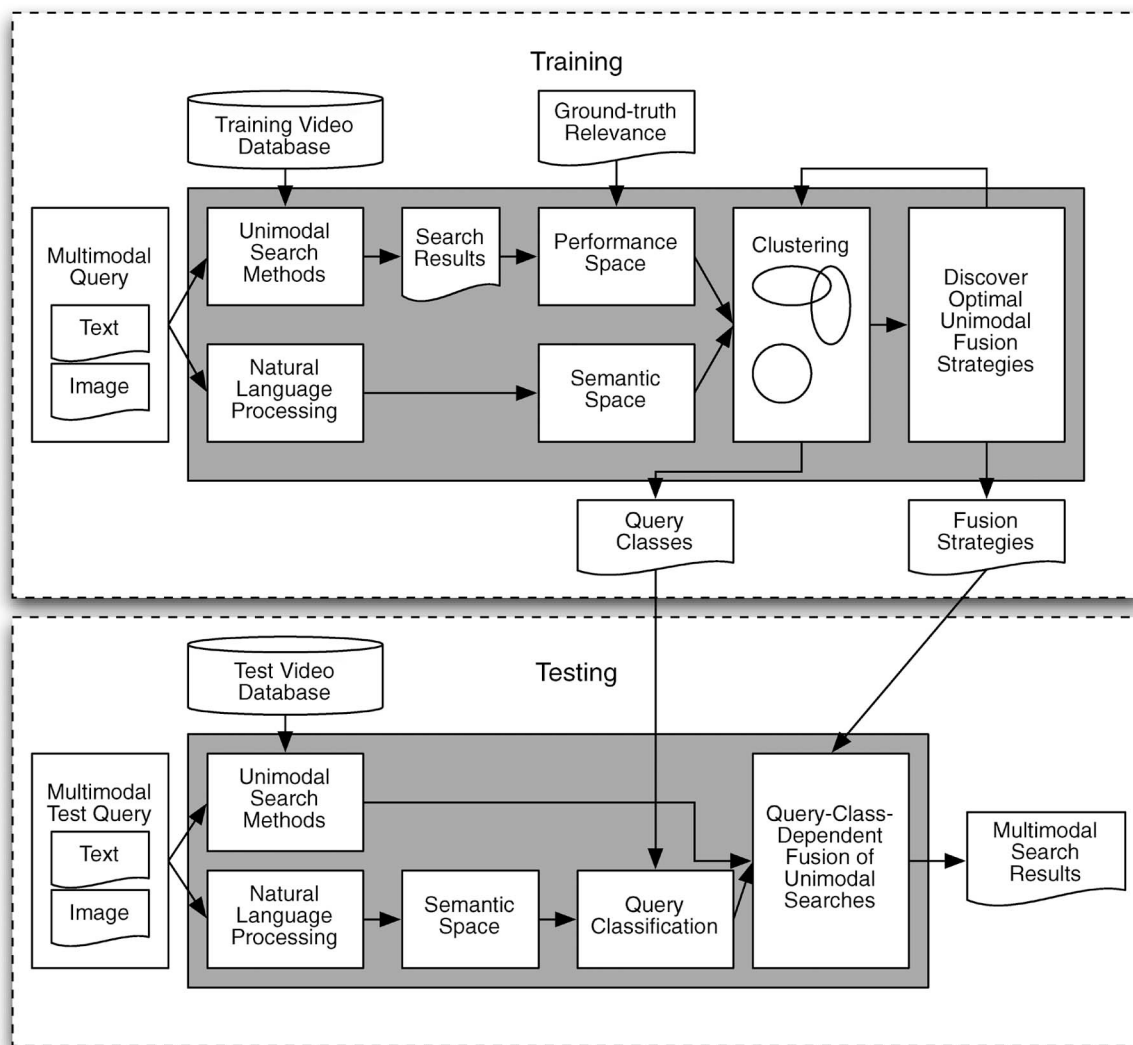 Training
Training Video
Database
Ground-truth
Relevance
Multimodal
Query
Text
Image
Unimodal
Search
Methods
Search
Results
Performance
Space
Natural
Language
Processing
Semantic
Space
Clustering
Discover
Optimal
Unimodal
Fusion
Strategies
Query
Classes
Fusion
Strategies
Testing
Test Video
Database
Multimodal
Test Query
Text
Image
Unimodal
Search
Methods
Natural
Language
Processing
Semantic
Space
Query
Classification
Query-Class-
Dependent
Fusion of
Unimodal
Searches
Multimodal
Search
Results